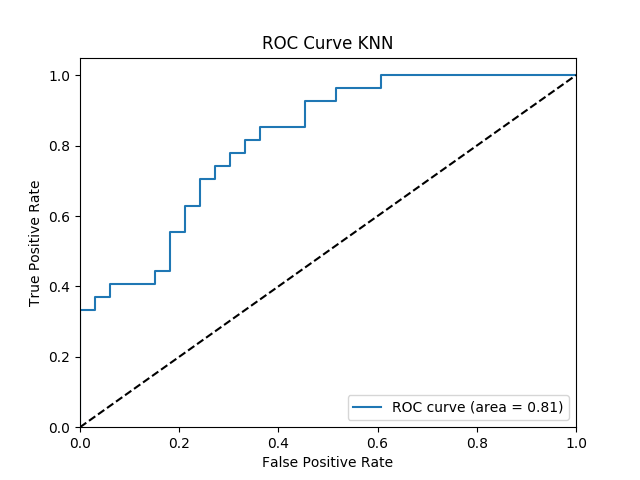 ROC Curve KNN
True Positive Rate
1.0
0.8
0.6
0.4
0.2
0.0
ROC curve (area = 0.81)
0.0 0.2 0.4 0.6 0.8 1.0
False Positive Rate